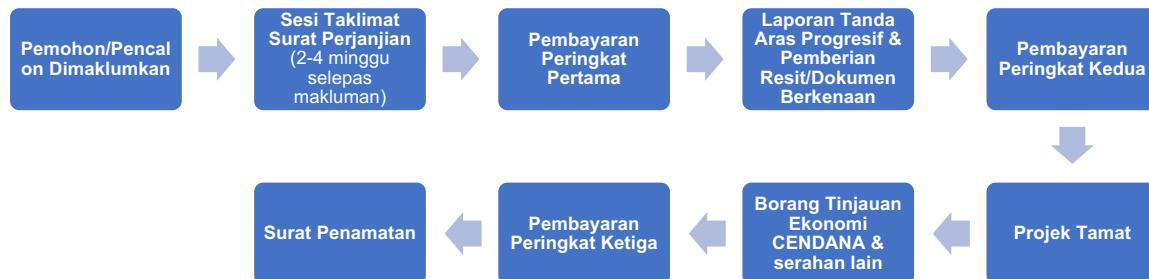 Pemohon/Pencal
on Dimaklumkan
Sesi Taklimat
Surat Perjanjian
(2-4 minggu
selepas
makluman)
Pembayaran
Peringkat
Pertama
Laporan Tanda
Aras Progresif &
Pemberian
Resit/Dokumen
Berkenaan
Pembayaran
Peringkat Kedua
Projek Tamat
Borang Tinjauan
Ekonomi
CENDANA &
serahan lain
Pembayaran
Peringkat Ketiga
Surat Penamatan